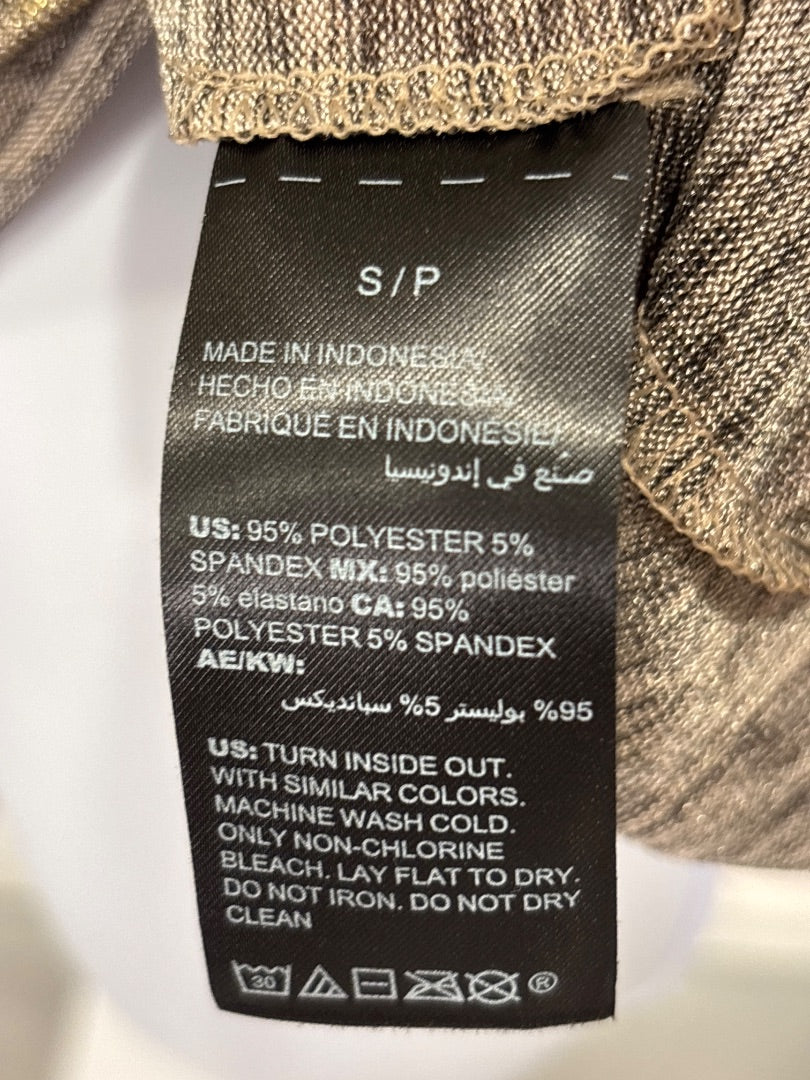 S / P
MADE IN INDONESIA/
HECHO EN INDONESIA/
FABRIQUÉ EN INDONÉSIE/
صنع في إندونيسيا
US: 95% POLYESTER 5%
SPANDEX MX: 95% poliéster
5% elastano CA: 95%
POLYESTER 5% SPANDEX
AE/KW:
95% بوليستر 5% سبانديكس
US: TURN INSIDE OUT.
WITH SIMILAR COLORS.
MACHINE WASH COLD.
ONLY NON-CHLORINE
BLEACH. LAY FLAT TO DRY.
DO NOT IRON. DO NOT DRY
CLEAN
30 ®